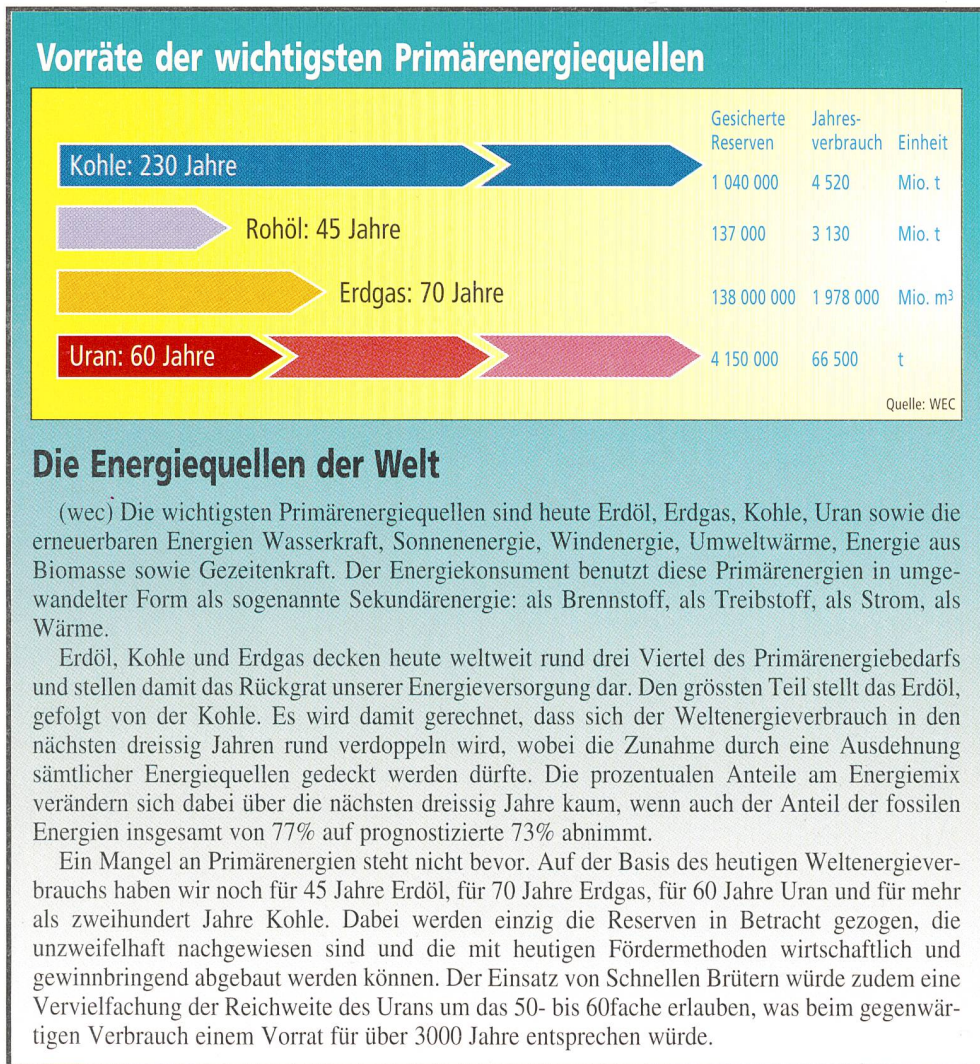 Vorräte der wichtigsten Primärenergiequellen
Gesicherte Reserven Jahres-verbrauch Einheit
Kohle: 230 Jahre 1 040 000 4 520 Mio. t
Rohöl: 45 Jahre 137 000 3 130 Mio. t
Erdgas: 70 Jahre 138 000 000 1 978 000 Mio. m³
Uran: 60 Jahre 4 150 000 66 500 t
Quelle: WEC
Die Energiequellen der Welt
(wec) Die wichtigsten Primärenergiequellen sind heute Erdöl, Erdgas, Kohle, Uran sowie die
erneuerbaren Energien Wasserkraft, Sonnenenergie, Windenergie, Umweltwärme, Energie aus
Biomasse sowie Gezeitenkraft. Der Energiekonsument benutzt diese Primärenergien in umge-
wandelter Form als sogenannte Sekundärenergie: als Brennstoff, als Treibstoff, als Strom, als
Wärme.
Erdöl, Kohle und Erdgas decken heute weltweit rund drei Viertel des Primärenergiebedarfs
und stellen damit das Rückgrat unserer Energieversorgung dar. Den grössten Teil stellt das Erdöl,
gefolgt von der Kohle. Es wird damit gerechnet, dass sich der Weltenergieverbrauch in den
nächsten dreissig Jahren rund verdoppeln wird, wobei die Zunahme durch eine Ausdehnung
sämtlicher Energiequellen gedeckt werden dürfte. Die prozentualen Anteile am Energiemix
verändern sich dabei über die nächsten dreissig Jahre kaum, wenn auch der Anteil der fossilen
Energien insgesamt von 77% auf prognostizierte 73% abnimmt.
Ein Mangel an Primärenergien steht nicht bevor. Auf der Basis des heutigen Weltenergiever-
brauchs haben wir noch für 45 Jahre Erdöl, für 70 Jahre Erdgas, für 60 Jahre Uran und für mehr
als zweihundert Jahre Kohle. Dabei werden einzig die Reserven in Betracht gezogen, die
unzweifelhaft nachgewiesen sind und die mit heutigen Fördermethoden wirtschaftlich und
gewinnbringend abgebaut werden können. Der Einsatz von Schnellen Brütern würde zudem eine
Vervielfachung der Reichweite des Urans um das 50- bis 60fache erlauben, was beim gegenwär-
tigen Verbrauch einem Vorrat für über 3000 Jahre entsprechen würde.